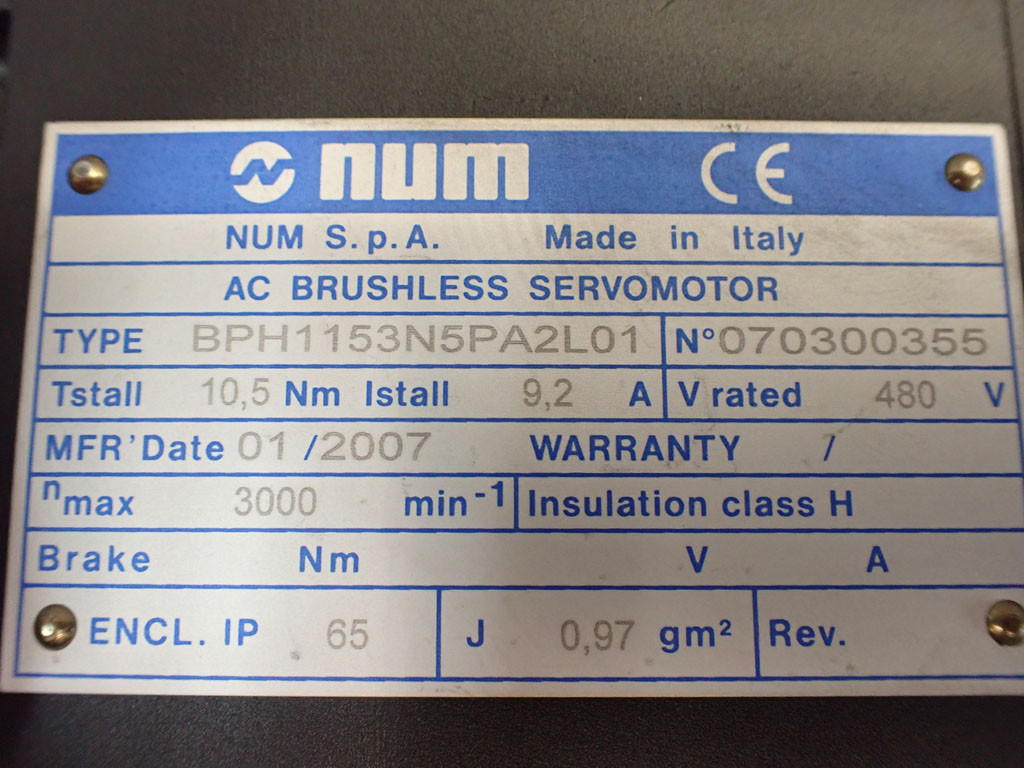 num CE
NUM S.p.A. Made in Italy
AC BRUSHLESS SERVOMOTOR
TYPE BPH1153N5PA2L01 N° 070300355
Tstall 10,5 Nm Istall 9,2 A V rated 480 V
MFR'Date 01 /2007 WARRANTY /
nmax 3000 min-1 Insulation class H
Brake Nm V A
ENCL. IP 65 J 0,97 gm² Rev.